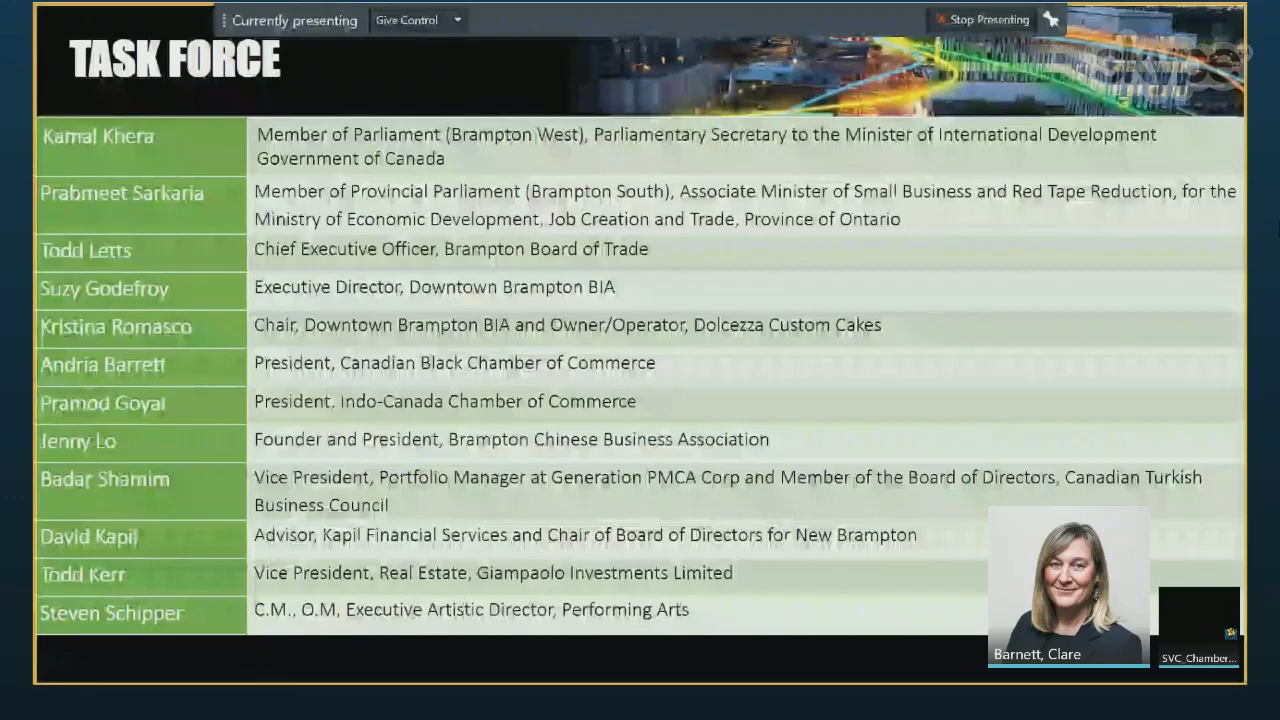 Currently presenting
Give Control
Stop Presenting
skype
TASK FORCE
Kamal Khera
Member of Parliament (Brampton West), Parliamentary Secretary to the Minister of International Development
Government of Canada
Prabmeet Sarkaria
Member of Provincial Parliament (Brampton South), Associate Minister of Small Business and Red Tape Reduction, for the
Ministry of Economic Development, Job Creation and Trade, Province of Ontario
Todd Letts
Chief Executive Officer, Brampton Board of Trade
Suzy Godefroy
Executive Director, Downtown Brampton BIA
Kristina Romasco
Chair, Downtown Brampton BIA and Owner/Operator, Dolcezza Custom Cakes
Andria Barrett
President, Canadian Black Chamber of Commerce
Pramod Goyal
President, Indo-Canada Chamber of Commerce
Jenny Lo
Founder and President, Brampton Chinese Business Association
Badar Shamim
Vice President, Portfolio Manager at Generation PMCA Corp and Member of the Board of Directors, Canadian Turkish
Business Council
David Kapil
Advisor, Kapil Financial Services and Chair of Board of Directors for New Brampton
Todd Kerr
Vice President, Real Estate, Giampaolo Investments Limited
Steven Schipper
C.M., O.M, Executive Artistic Director, Performing Arts
Barnett, Clare
SVC_Chamber...